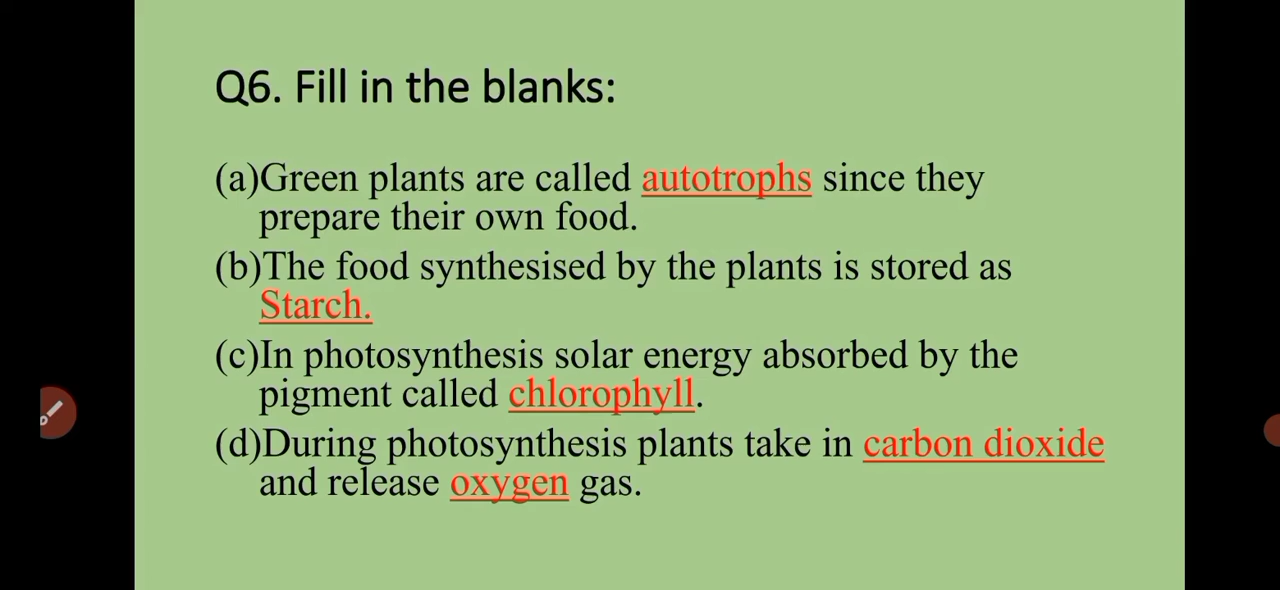 Q6. Fill in the blanks:
(a)Green plants are called autotrophs since they
prepare their own food.
(b)The food synthesised by the plants is stored as
Starch.
(c)In photosynthesis solar energy absorbed by the
pigment called chlorophyll.
(d)During photosynthesis plants take in carbon dioxide
and release oxygen gas.